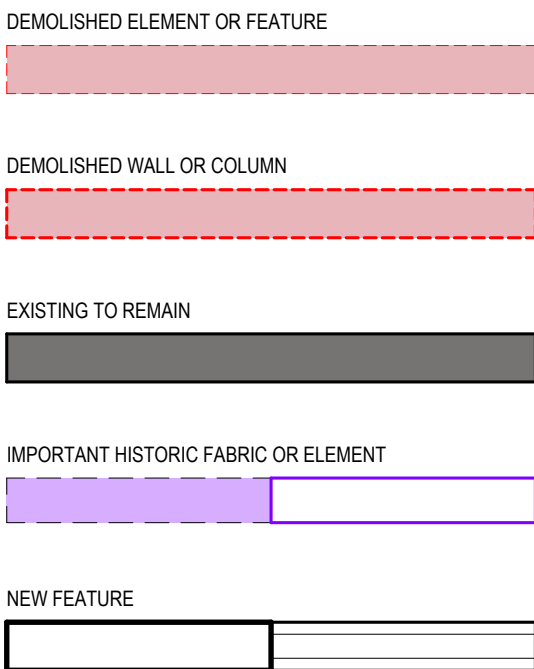 DEMOLISHED ELEMENT OR FEATURE
DEMOLISHED WALL OR COLUMN
EXISTING TO REMAIN
IMPORTANT HISTORIC FABRIC OR ELEMENT
NEW FEATURE